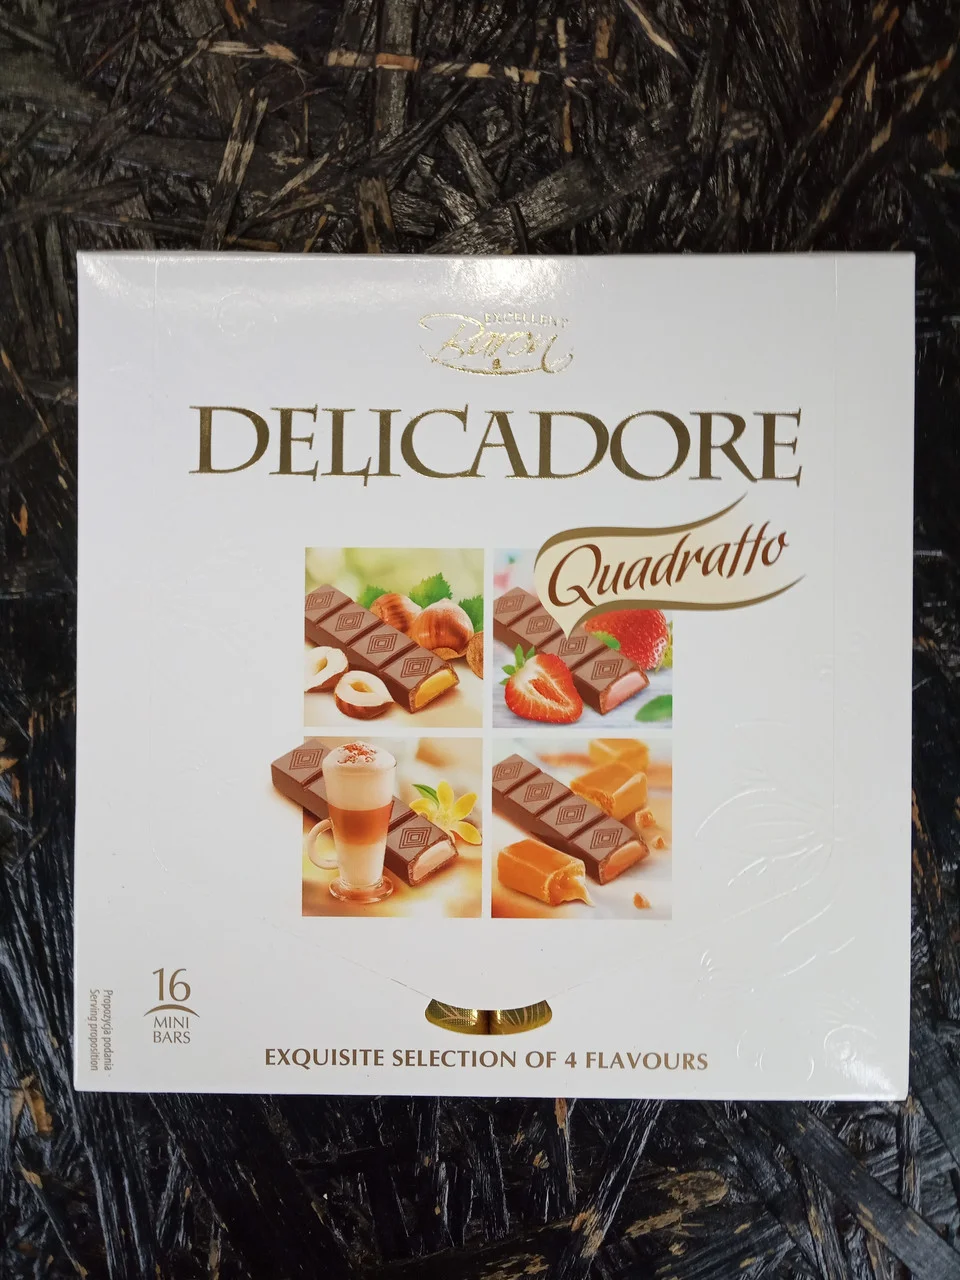 EXCELLENT
Baron
DELICADORE
Quadratto
16
MINI
BARS
Propozycja podania
Serving proposition
EXQUISITE SELECTION OF 4 FLAVOURS